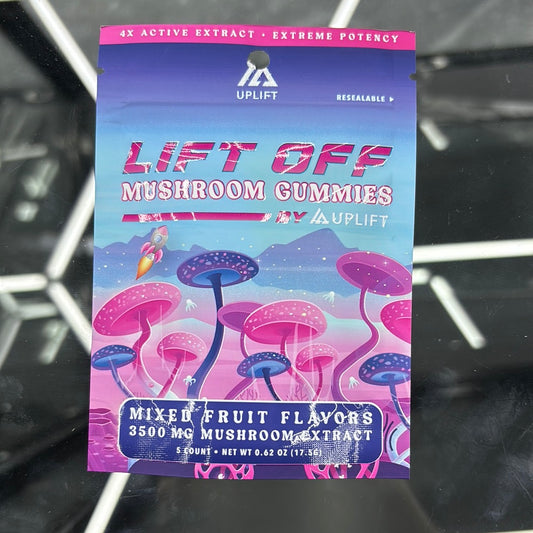 4X ACTIVE EXTRACT • EXTREME POTENCY
UPLIFT
RESEALABLE
LIFT OFF
MUSHROOM GUMMIES
BY UPLIFT
MIXED FRUIT FLAVORS
3500 MG MUSHROOM EXTRACT
5 COUNT • NET WT 0.62 OZ (17.5G)